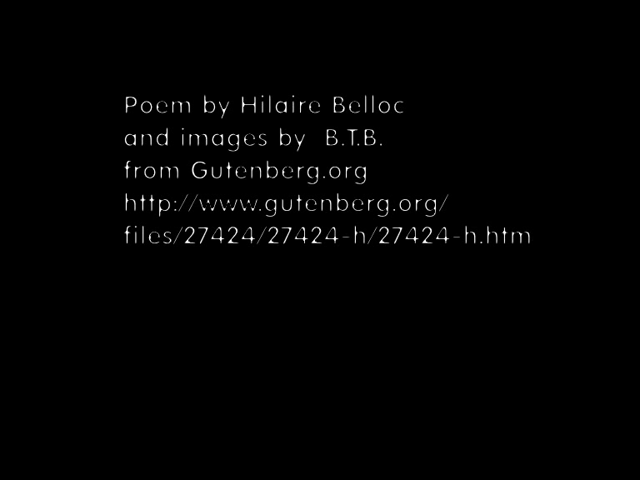 Poem by Hilaire Belloc
and images by  B.T.B.
from Gutenberg.org
http://www.gutenberg.org/
files/27424/27424-h/27424-h.htm